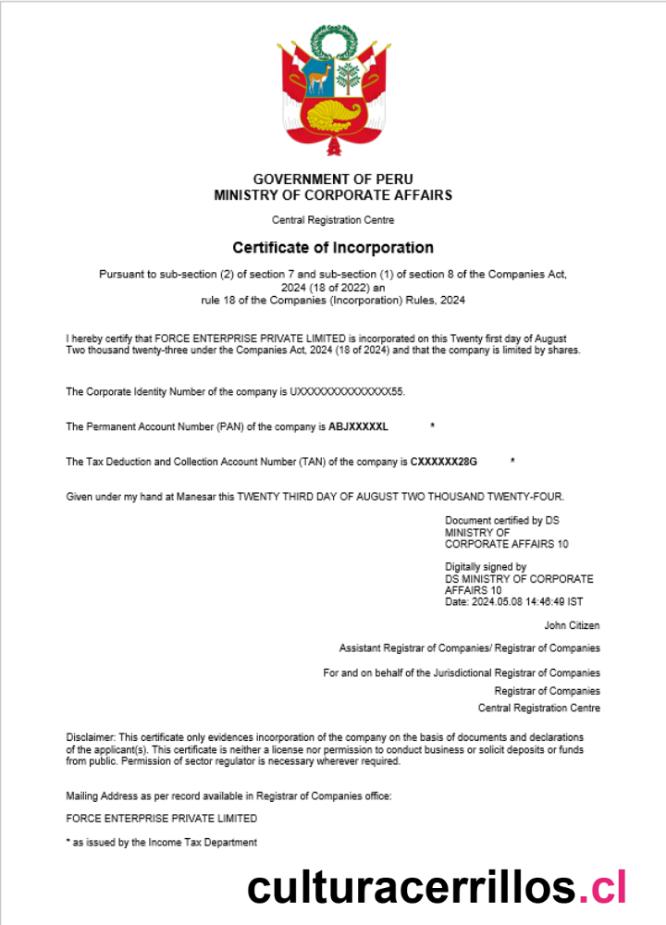 GOVERNMENT OF PERU
MINISTRY OF CORPORATE AFFAIRS
Central Registration Centre
Certificate of Incorporation
Pursuant to sub-section (2) of section 7 and sub-section (1) of section 8 of the Companies Act,
2024 (18 of 2022) an
rule 18 of the Companies (Incorporation) Rules, 2024
I hereby certify that FORCE ENTERPRISE PRIVATE LIMITED is incorporated on this Twenty first day of August
Two thousand twenty-three under the Companies Act, 2024 (18 of 2024) and that the company is limited by shares.
The Corporate Identity Number of the company is UXXXXXXXXXXXXXX55.
The Permanent Account Number (PAN) of the company is ABJXXXXXL *
The Tax Deduction and Collection Account Number (TAN) of the company is CXXXXXX28G *
Given under my hand at Manesar this TWENTY THIRD DAY OF AUGUST TWO THOUSAND TWENTY-FOUR.
Document certified by DS
MINISTRY OF
CORPORATE AFFAIRS 10
Digitally signed by
DS MINISTRY OF CORPORATE
AFFAIRS 10
Date: 2024.05.08 14:46:49 IST
John Citizen
Assistant Registrar of Companies/ Registrar of Companies
For and on behalf of the Jurisdictional Registrar of Companies
Registrar of Companies
Central Registration Centre
Disclaimer: This certificate only evidences incorporation of the company on the basis of documents and declarations
of the applicant(s). This certificate is neither a license nor permission to conduct business or solicit deposits or funds
from public. Permission of sector regulator is necessary wherever required.
Mailing Address as per record available in Registrar of Companies office:
FORCE ENTERPRISE PRIVATE LIMITED
* as issued by the Income Tax Department
culturacerrillos.cl